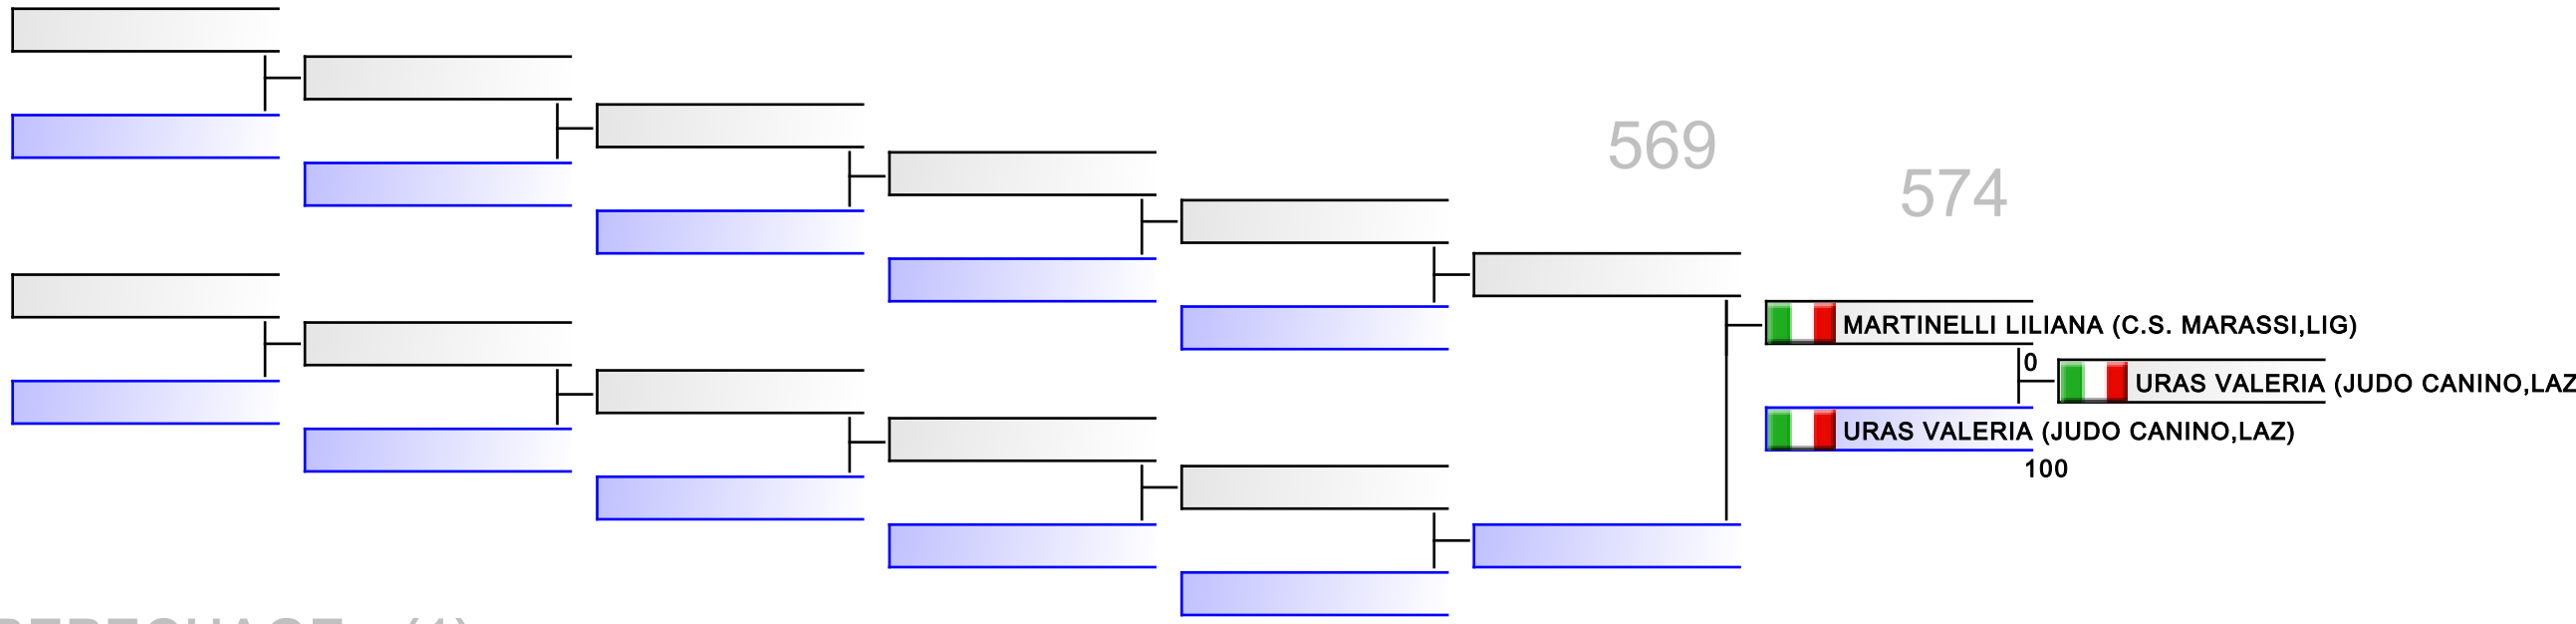 569
574
MARTINELLI LILIANA (C.S. MARASSI,LIG)
0
URAS VALERIA (JUDO CANINO,LAZ
URAS VALERIA (JUDO CANINO,LAZ)
100